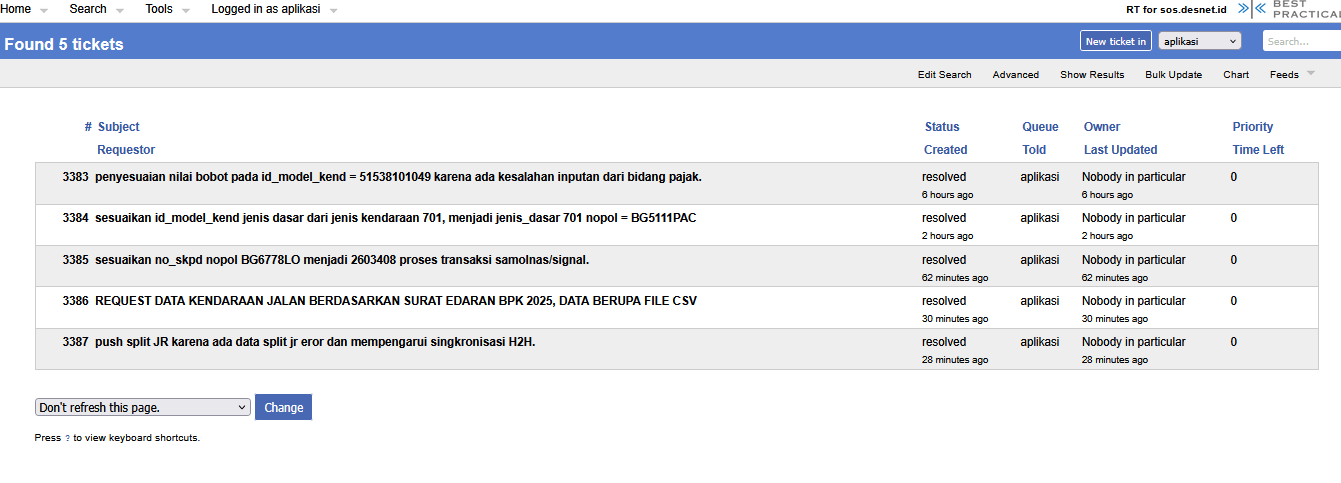 Home Search Tools Logged in as aplikasi RT for sos.desnet.id BEST
PRACTICAL
Found 5 tickets New ticket in aplikasi Search...
Edit Search Advanced Show Results Bulk Update Chart Feeds
# Subject Status Queue Owner Priority
Requestor Created Told Last Updated Time Left
3383 penyesuaian nilai bobot pada id_model_kend = 51538101049 karena ada kesalahan inputan dari bidang pajak. resolved aplikasi Nobody in particular 0
6 hours ago 6 hours ago
3384 sesuaikan id_model_kend jenis dasar dari jenis kendaraan 701, menjadi jenis_dasar 701 nopol = BG5111PAC resolved aplikasi Nobody in particular 0
2 hours ago 2 hours ago
3385 sesuaikan no_skpd nopol BG6778LO menjadi 2603408 proses transaksi samolnas/signal. resolved aplikasi Nobody in particular 0
62 minutes ago 62 minutes ago
3386 REQUEST DATA KENDARAAN JALAN BERDASARKAN SURAT EDARAN BPK 2025, DATA BERUPA FILE CSV resolved aplikasi Nobody in particular 0
30 minutes ago 30 minutes ago
3387 push split JR karena ada data split jr eror dan mempengarui singkronisasi H2H. resolved aplikasi Nobody in particular 0
28 minutes ago 28 minutes ago
Don't refresh this page. Change
Press ? to view keyboard shortcuts.